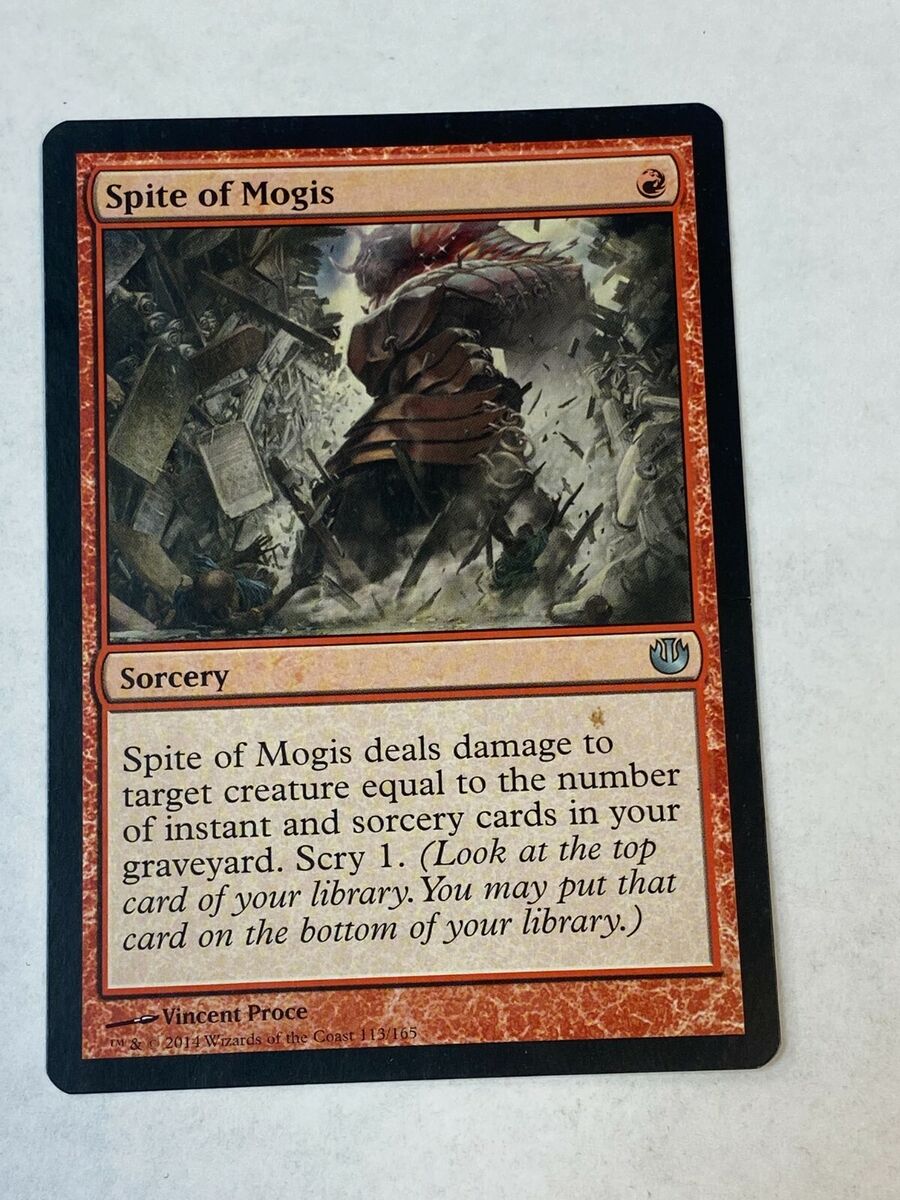 Spite of Mogis
Sorcery
Spite of Mogis deals damage to
target creature equal to the number
of instant and sorcery cards in your
graveyard. Scry 1. (Look at the top
card of your library. You may put that
card on the bottom of your library.)
Vincent Proce
™ & © 2014 Wizards of the Coast 113/165